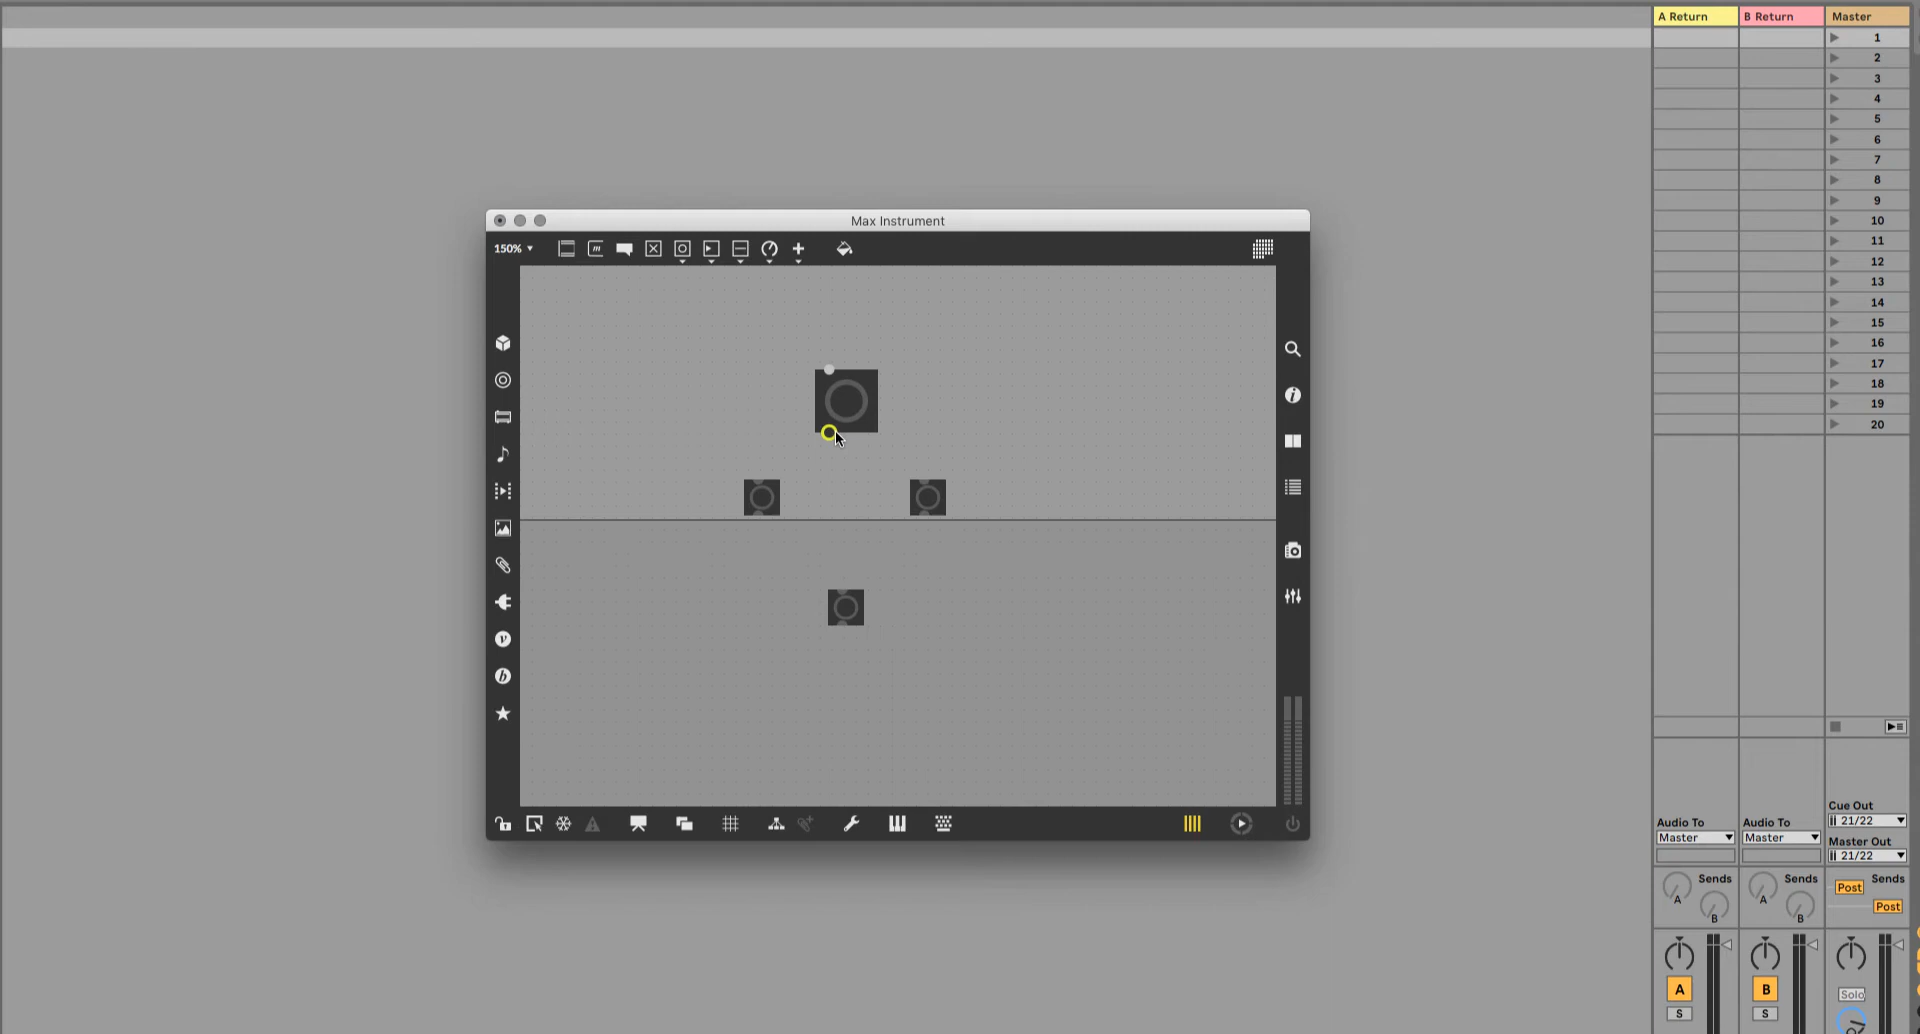 A Return
B Return
Master
1
2
3
4
5
6
7
8
9
10
11
12
13
14
15
16
17
18
19
20
Max Instrument
150%
Cue Out
21/22
Audio To
Audio To
Master
Master
Master Out
21/22
Sends
Sends
Sends
A
B
A
B
Post
Post
A
B
Solo
S
S